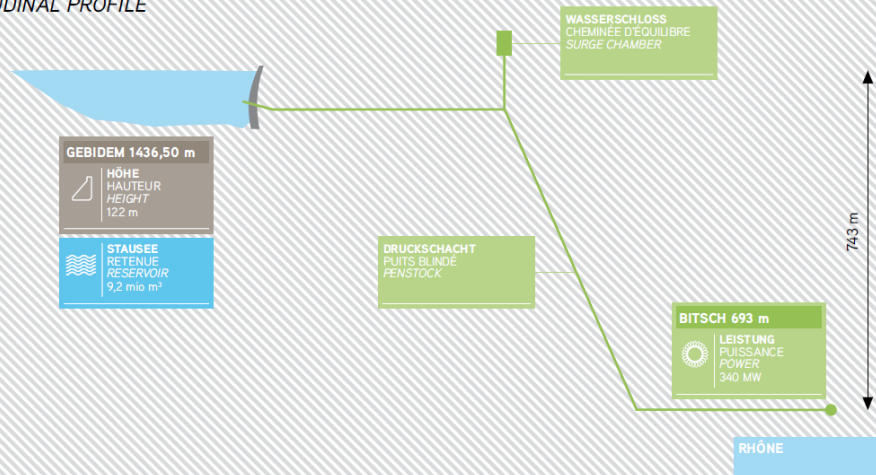 PROFILE
WASSERSCHLOSS
CHEMINÉE D'ÉQUILIBRE
SURGE CHAMBER
GEBIDEM 1436,50 m
HÖHE
HAUTEUR
HEIGHT
122 m
STAUSEE
RETENUE
RESERVOIR
9,2 mio m³
DRUCKSCHACHT
PUITS BLINDÉ
PENSTOCK
743 m
BITSCH 693 m
LEISTUNG
PUISSANCE
POWER
340 MW
RHÔNE